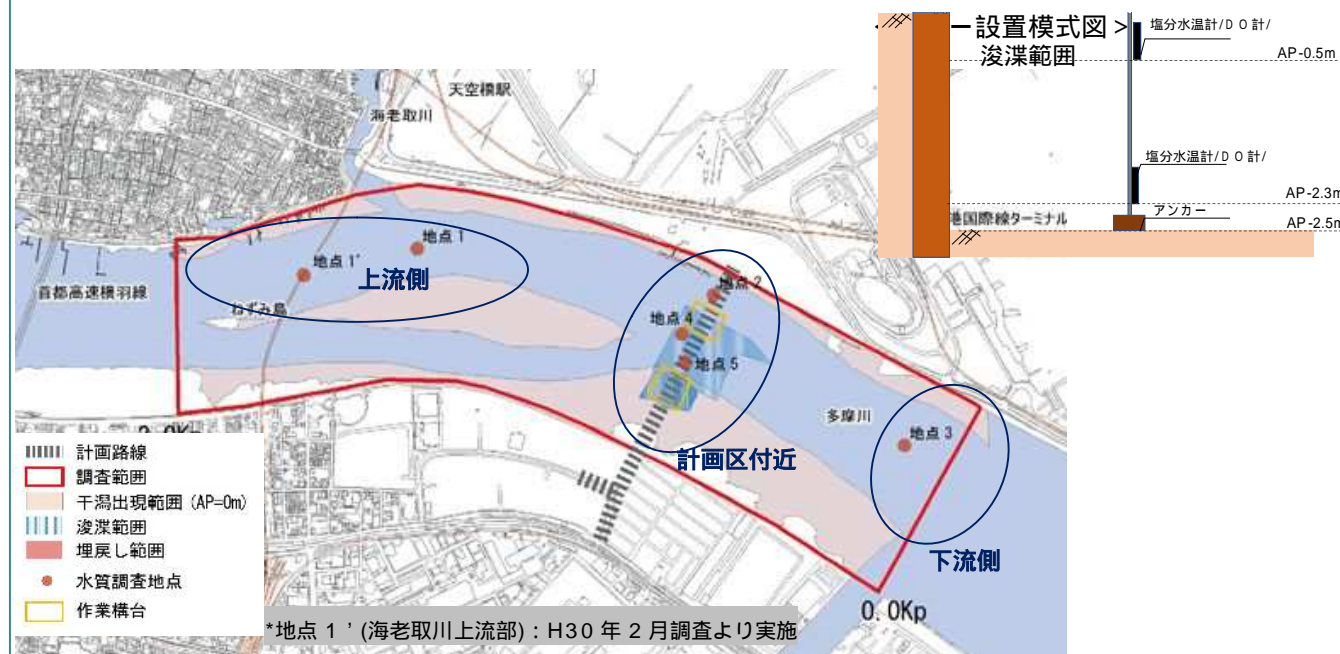 <設置模式図>
浚渫範囲
塩分水温計/DO計/
AP-0.5m
塩分水温計/DO計/
AP-2.3m
アンカー
AP-2.5m
港国際線ターミナル
天空橋駅
海老取川
地点1
地点1'
上流側
首都高速横羽線
ねずみ島
地点2
地点4
地点5
多摩川
地点3
計画区付近
下流側
0.0Kp
計画路線
調査範囲
干潟出現範囲 (AP=0m)
浚渫範囲
埋戻し範囲
水質調査地点
作業構台
*地点1'(海老取川上流部):H30年2月調査より実施